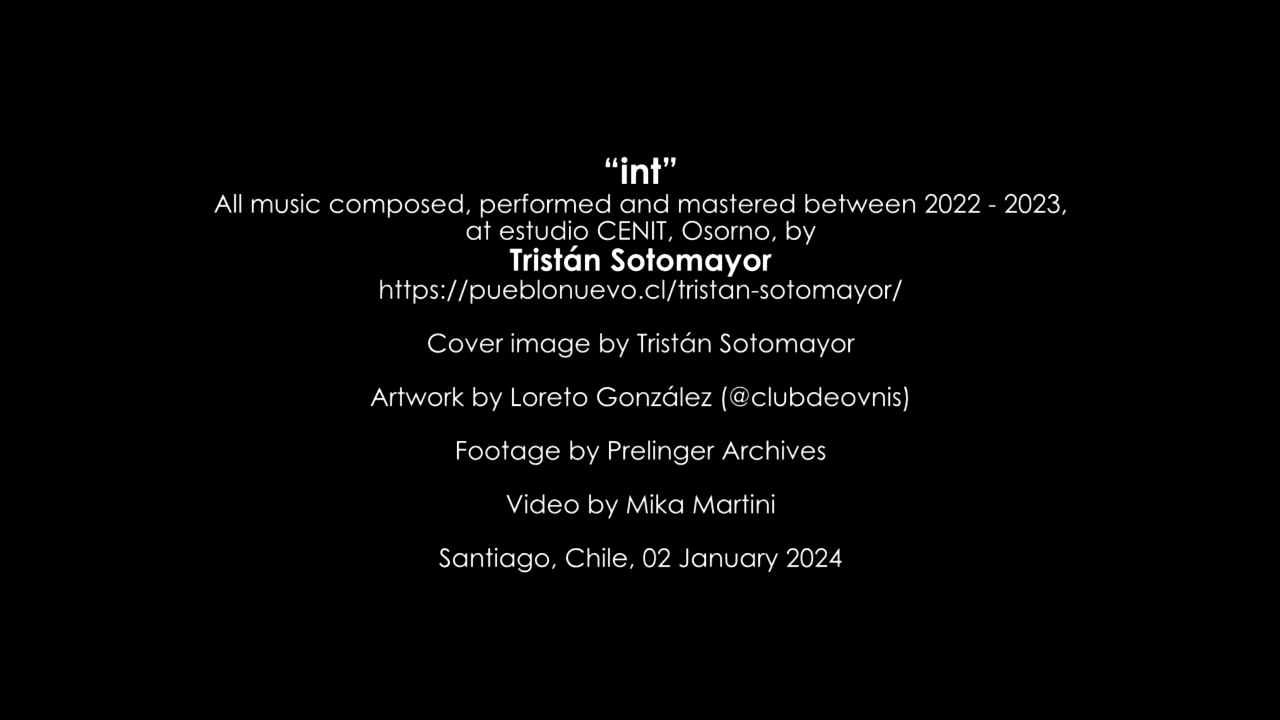 “int”
All music composed, performed and mastered between 2022 - 2023,
at estudio CENIT, Osorno, by
Tristán Sotomayor
https://pueblonuevo.cl/tristan-sotomayor/
Cover image by Tristán Sotomayor
Artwork by Loreto González (@clubdeovnis)
Footage by Prelinger Archives
Video by Mika Martini
Santiago, Chile, 02 January 2024